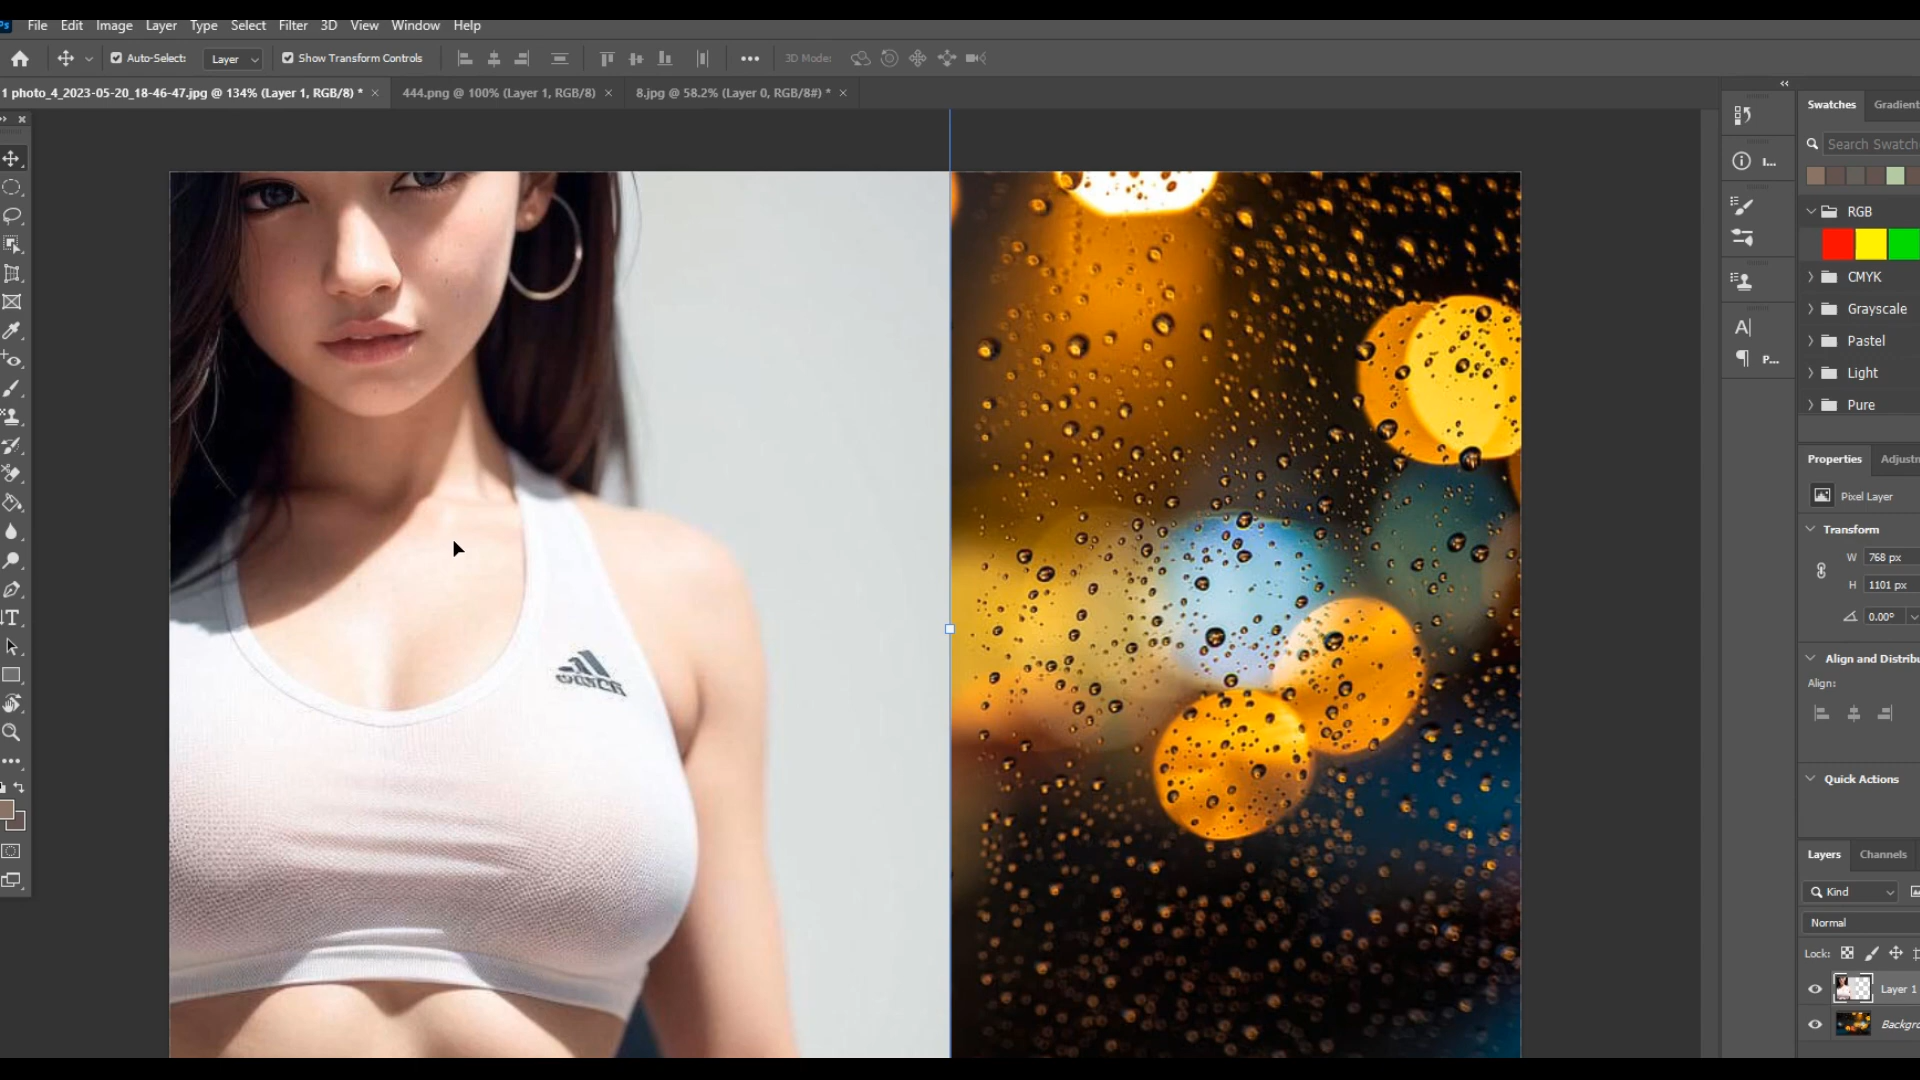 Ps File Edit Image Layer Type Select Filter 3D View Window Help
Auto-Select: Layer Show Transform Controls 3D Mode:
1 photo_4_2023-05-20_18-46-47.jpg @ 134% (Layer 1, RGB/8) * × 444.png @ 100% (Layer 1, RGB/8) × 8.jpg @ 58.2% (Layer 0, RGB/8#) * ×
Swatches Gradient
Search Swatch
I...
RGB
CMYK
Grayscale
Pastel
P...
Light
Pure
Properties Adjustm
Pixel Layer
Transform
W 768 px
H 1101 px
0.00°
Align and Distribu
Align:
Quick Actions
Layers Channels
Kind
Normal
Lock:
Layer 1
Backgro